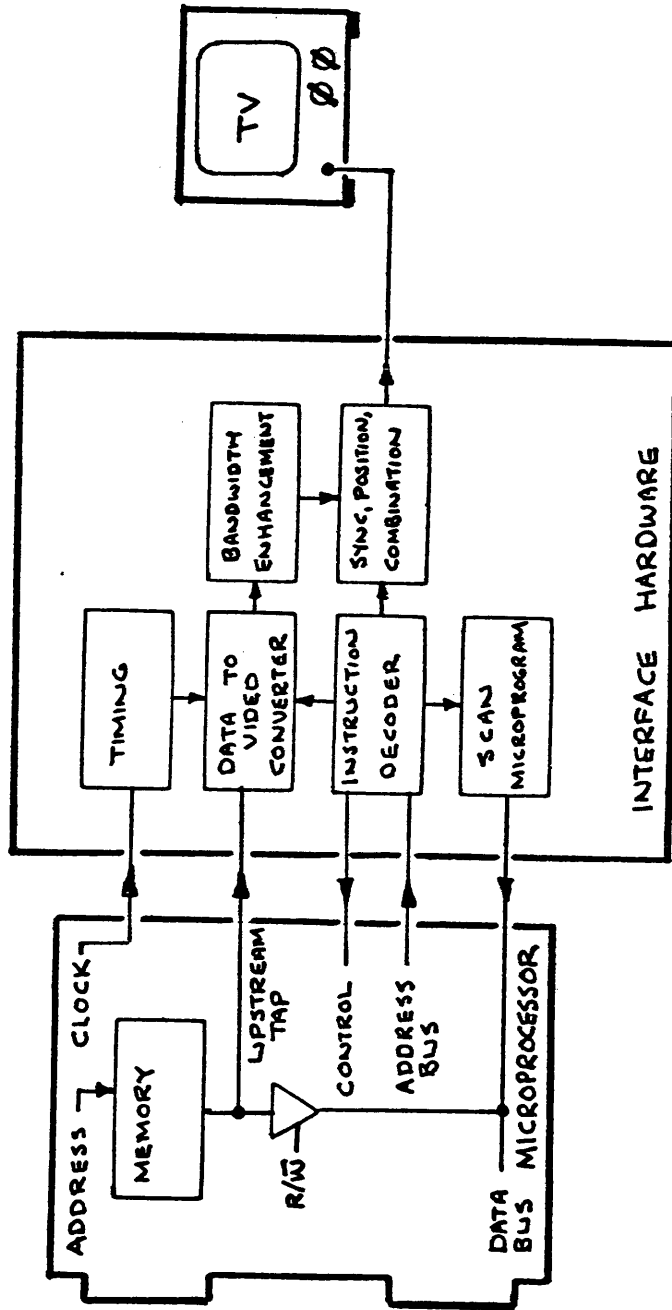 ADDRESS
CLOCK
MEMORY
R/W̅
UPSTREAM
TAP
CONTROL
ADDRESS
BUS
DATA
BUS
MICROPROCESSOR
TIMING
DATA TO
VIDEO
CONVERTER
BANDWIDTH
ENHANCEMENT
INSTRUCTION
DECODER
SYNC, POSITION,
COMBINATION
SCAN
MICROPROGRAM
INTERFACE HARDWARE
TV